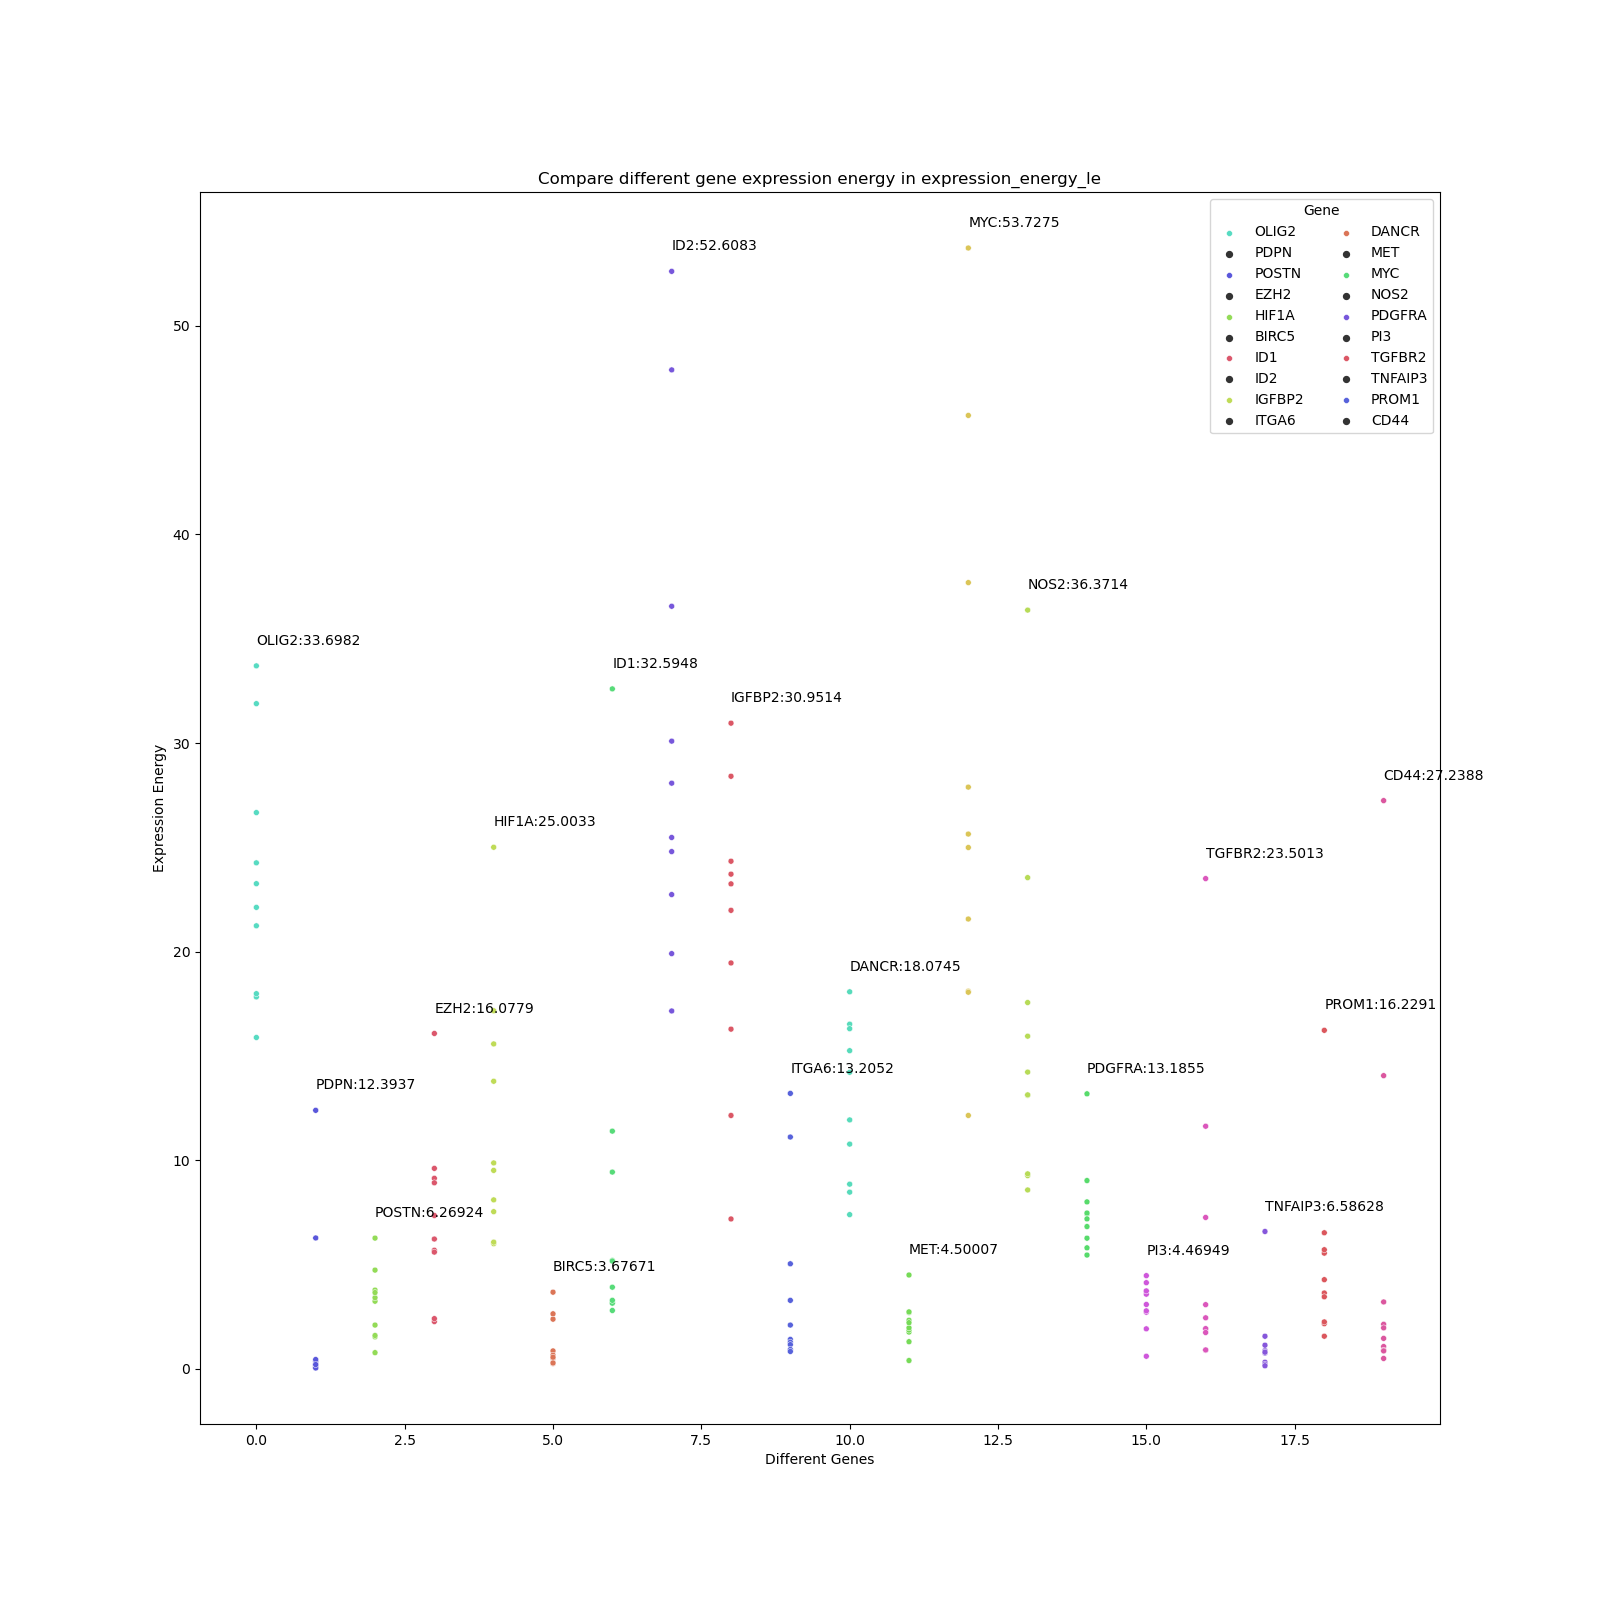 Compare different gene expression energy in expression_energy_le
Gene
OLIG2
PDPN
POSTN
EZH2
HIF1A
BIRC5
ID1
ID2
IGFBP2
ITGA6
DANCR
MET
MYC
NOS2
PDGFRA
PI3
TGFBR2
TNFAIP3
PROM1
CD44
MYC:53.7275
ID2:52.6083
NOS2:36.3714
OLIG2:33.6982
ID1:32.5948
IGFBP2:30.9514
CD44:27.2388
HIF1A:25.0033
TGFBR2:23.5013
DANCR:18.0745
EZH2:16.0779
PROM1:16.2291
PDPN:12.3937
ITGA6:13.2052
PDGFRA:13.1855
POSTN:6.26924
TNFAIP3:6.58628
MET:4.50007
PI3:4.46949
BIRC5:3.67671
Expression Energy
50
40
30
20
10
0
0.0
2.5
5.0
7.5
10.0
12.5
15.0
17.5
Different Genes